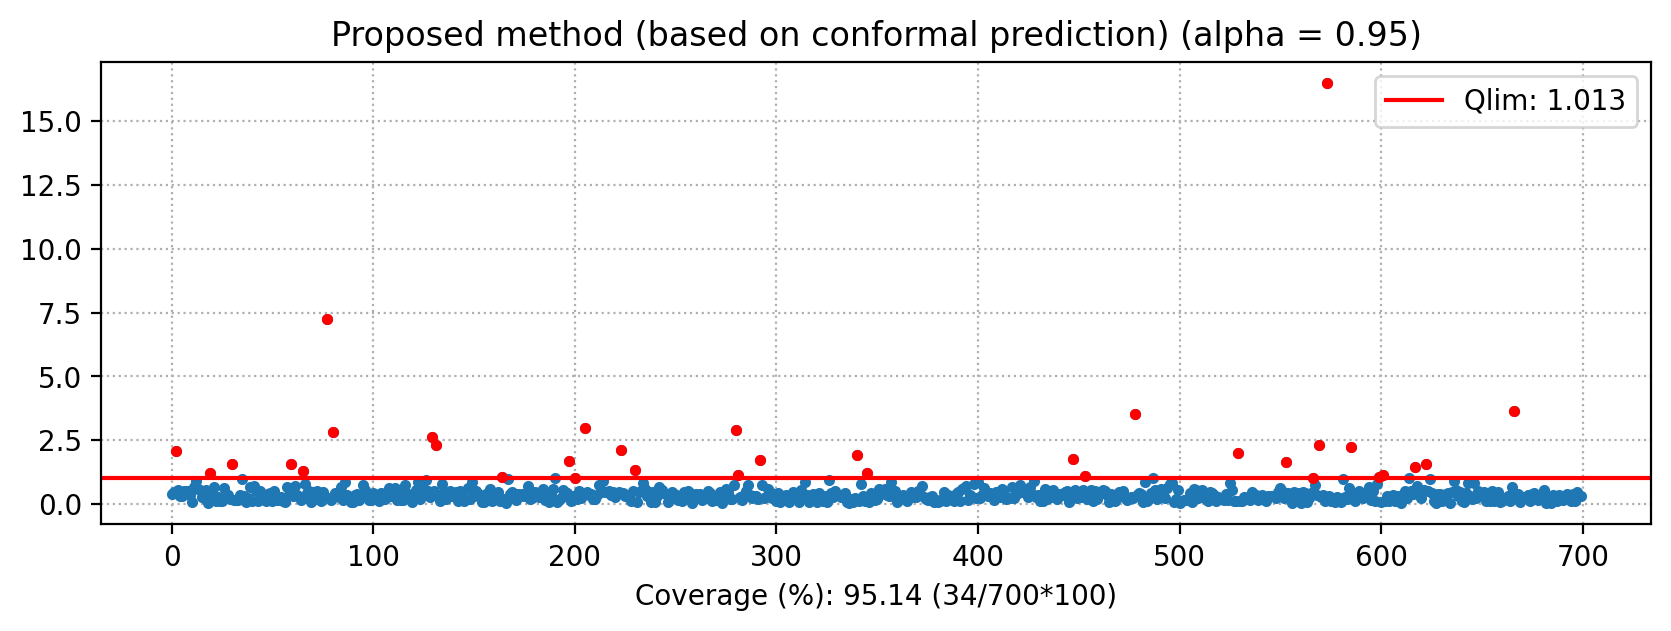 Proposed method (based on conformal prediction) (alpha = 0.95)
Qlim: 1.013
15.0
12.5
10.0
7.5
5.0
2.5
0.0
0 100 200 300 400 500 600 700
Coverage (%): 95.14 (34/700*100)